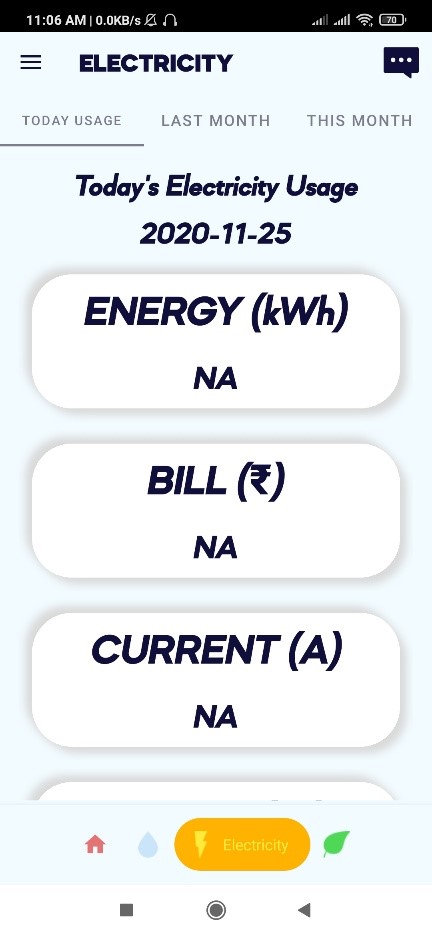 11:06 AM | 0.0KB/s
70
ELECTRICITY
TODAY USAGE
LAST MONTH
THIS MONTH
Today's Electricity Usage
2020-11-25
ENERGY (kWh)
NA
BILL (₹)
NA
CURRENT (A)
NA
Electricity